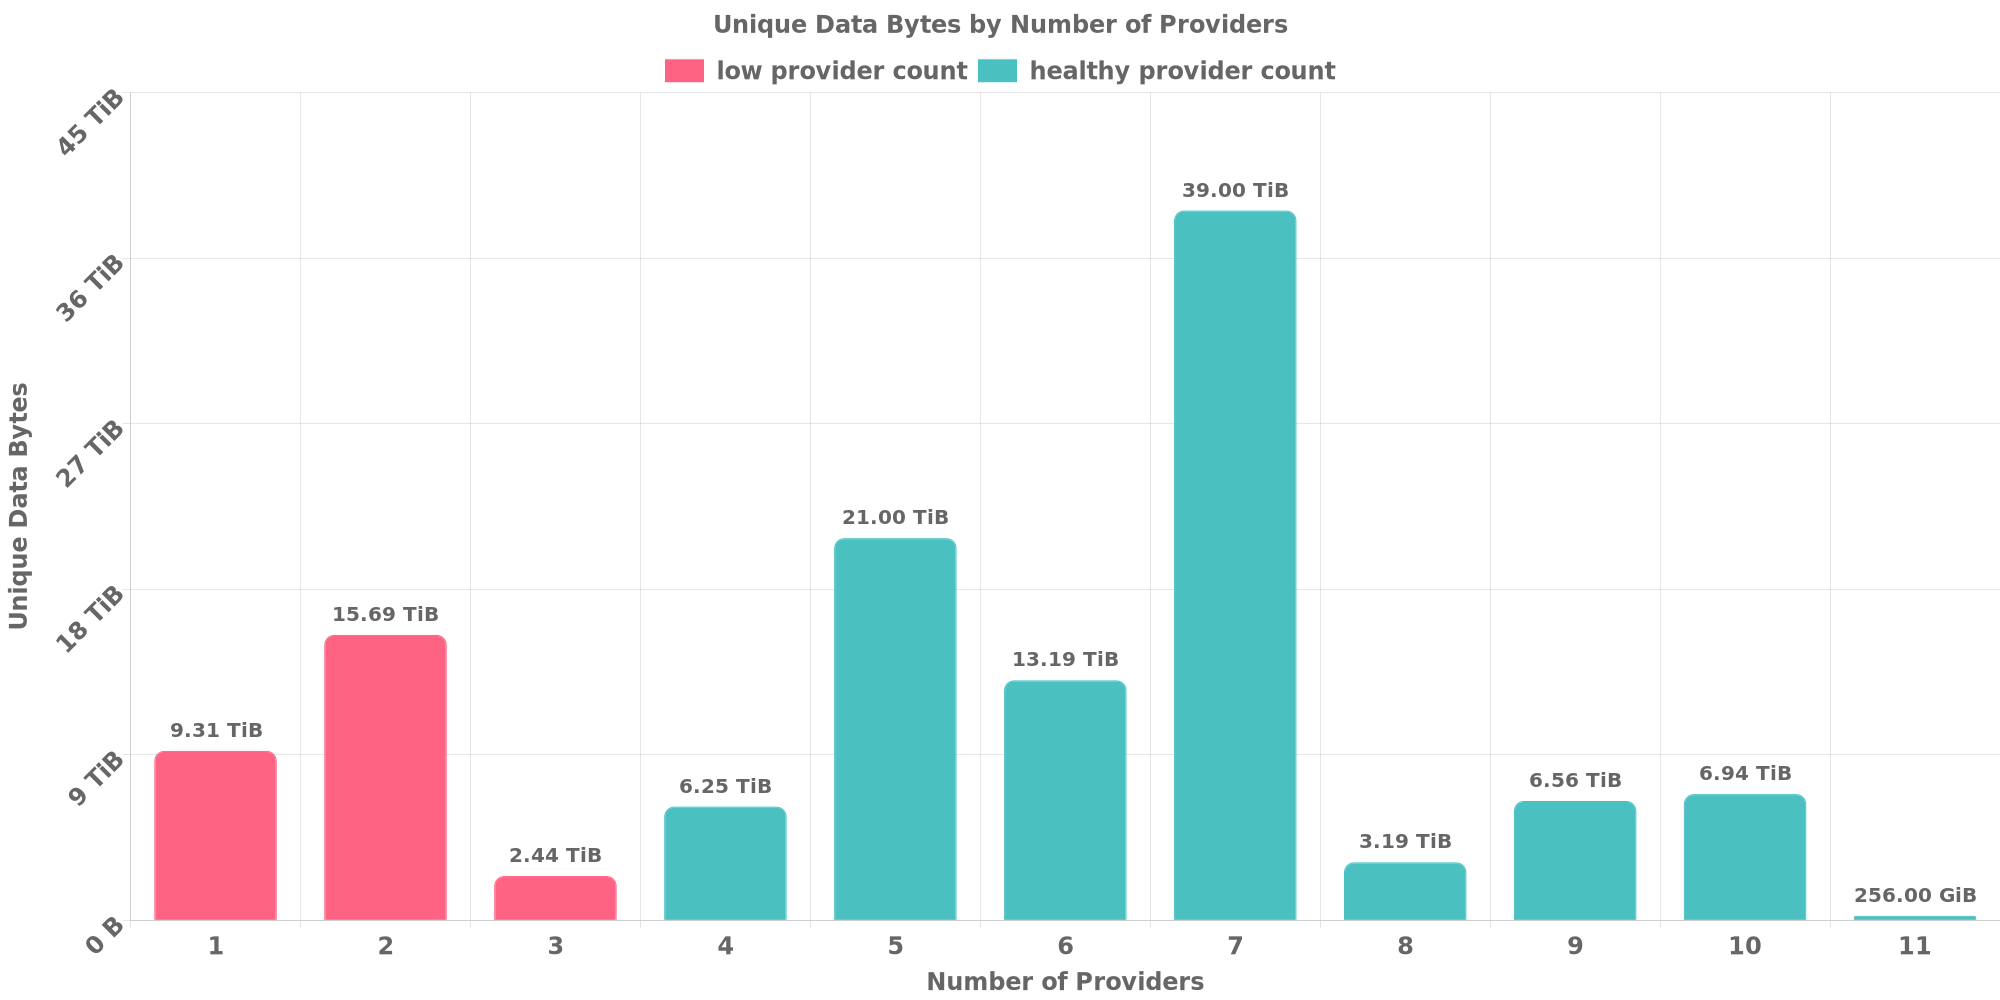 Unique Data Bytes by Number of Providers
low provider count healthy provider count
45 TiB
36 TiB
27 TiB
18 TiB
9 TiB
0 B
Unique Data Bytes
9.31 TiB
15.69 TiB
2.44 TiB
6.25 TiB
21.00 TiB
13.19 TiB
39.00 TiB
3.19 TiB
6.56 TiB
6.94 TiB
256.00 GiB
1 2 3 4 5 6 7 8 9 10 11
Number of Providers